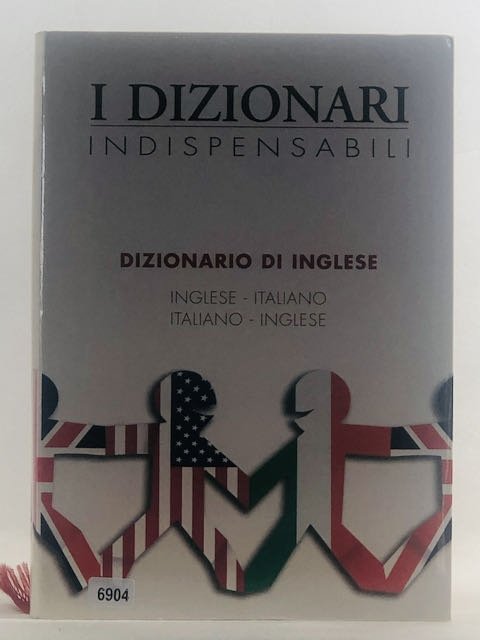 I DIZIONARI
INDISPENSABILI
DIZIONARIO DI INGLESE
INGLESE - ITALIANO
ITALIANO - INGLESE
6904